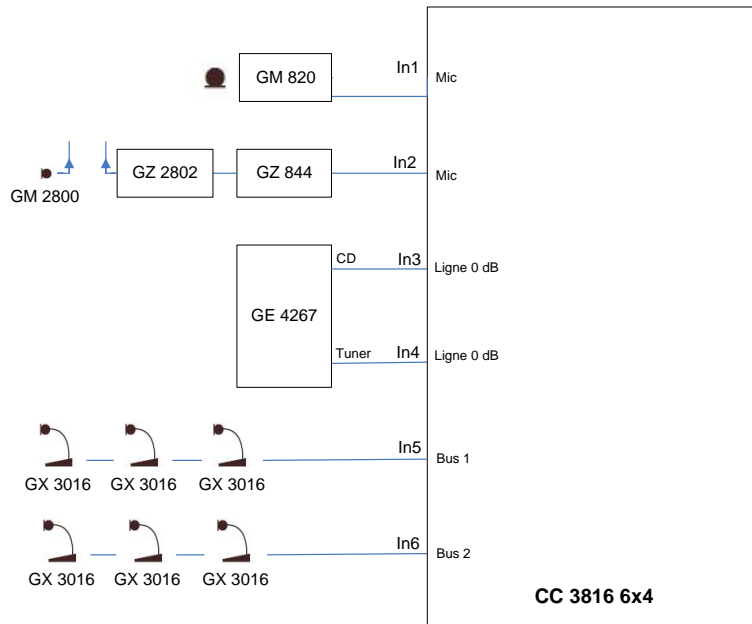 GM 820
In1
Mic
GM 2800
GZ 2802
GZ 844
In2
Mic
GE 4267
CD
In3
Ligne 0 dB
Tuner
In4
Ligne 0 dB
GX 3016
GX 3016
GX 3016
In5
Bus 1
GX 3016
GX 3016
GX 3016
In6
Bus 2
CC 3816 6x4